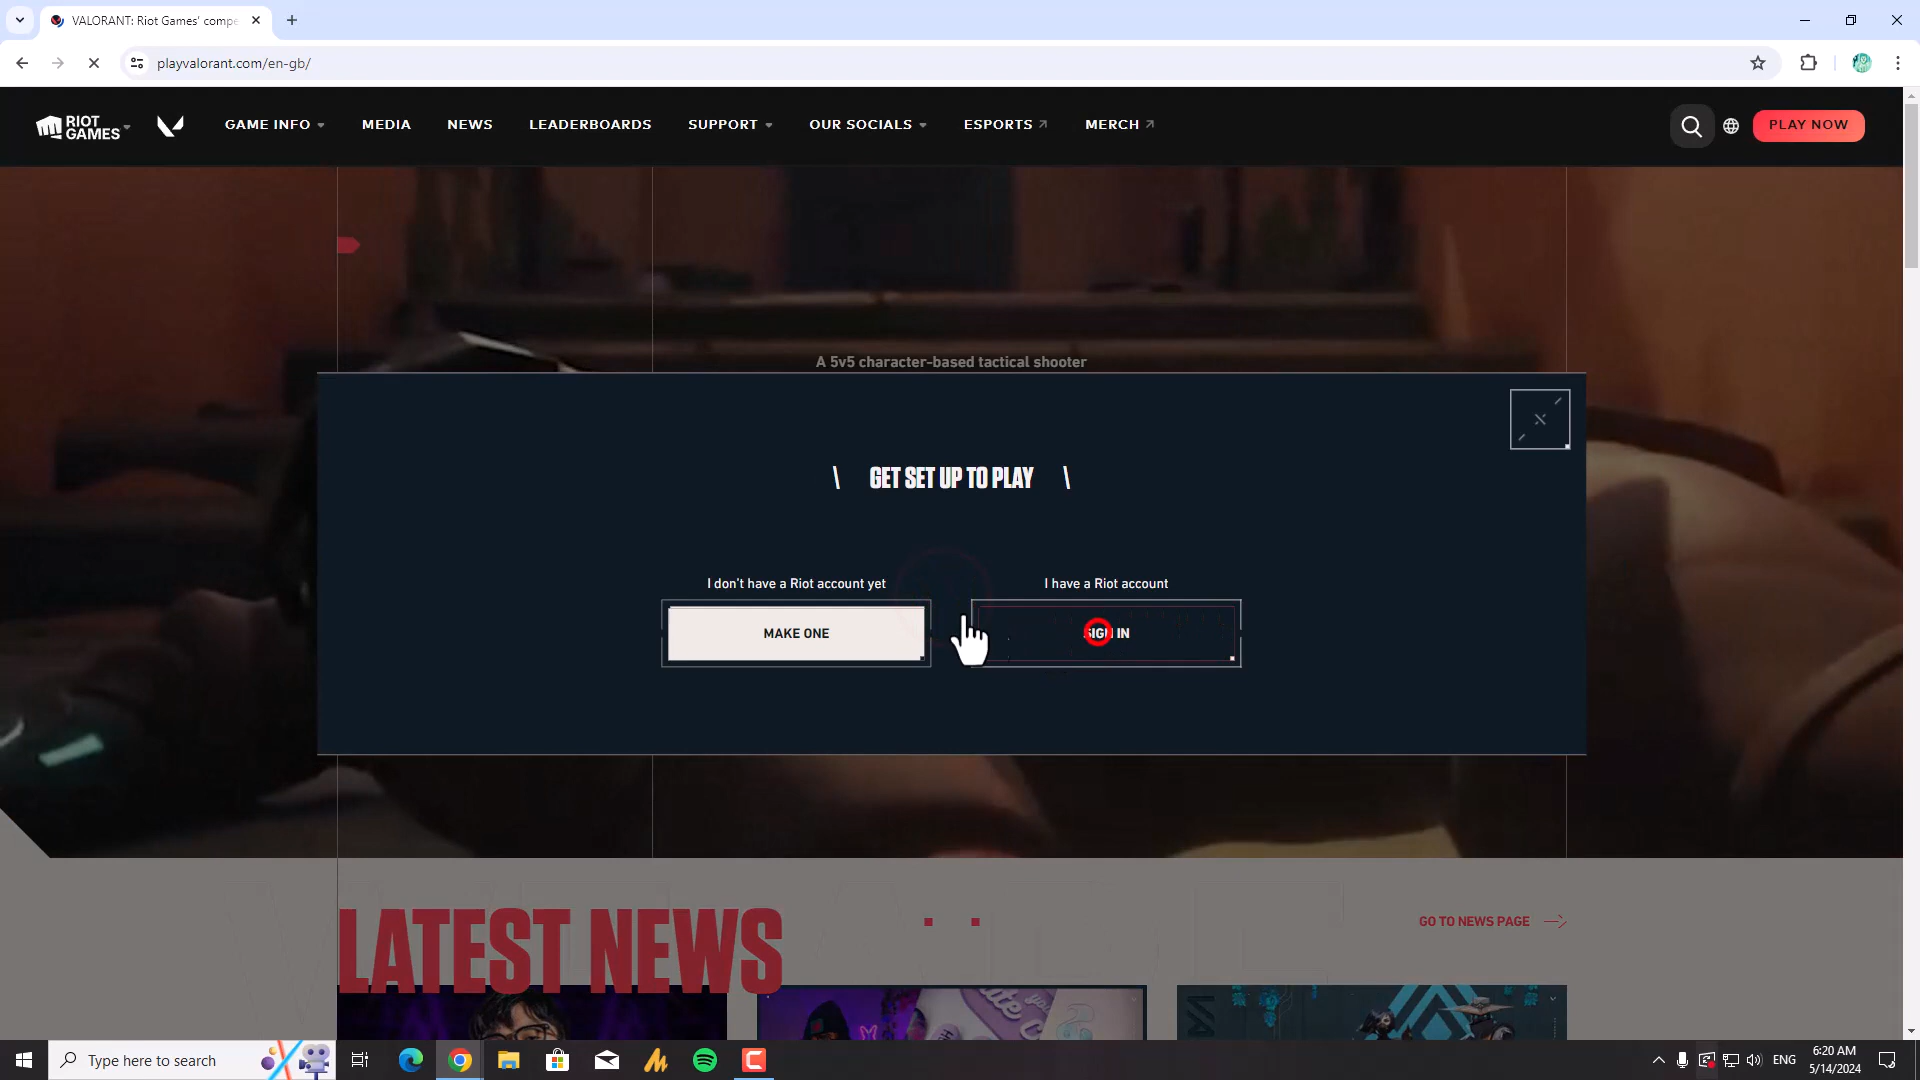 VALORANT: Riot Games' compe
playvalorant.com/en-gb/
RIOT GAMES
GAME INFO
MEDIA
NEWS
LEADERBOARDS
SUPPORT
OUR SOCIALS
ESPORTS
MERCH
PLAY NOW
A 5v5 character-based tactical shooter
\ GET SET UP TO PLAY \
I don't have a Riot account yet
I have a Riot account
MAKE ONE
SIGN IN
LATEST NEWS
GO TO NEWS PAGE
Type here to search
ENG
6:20 AM
5/14/2024